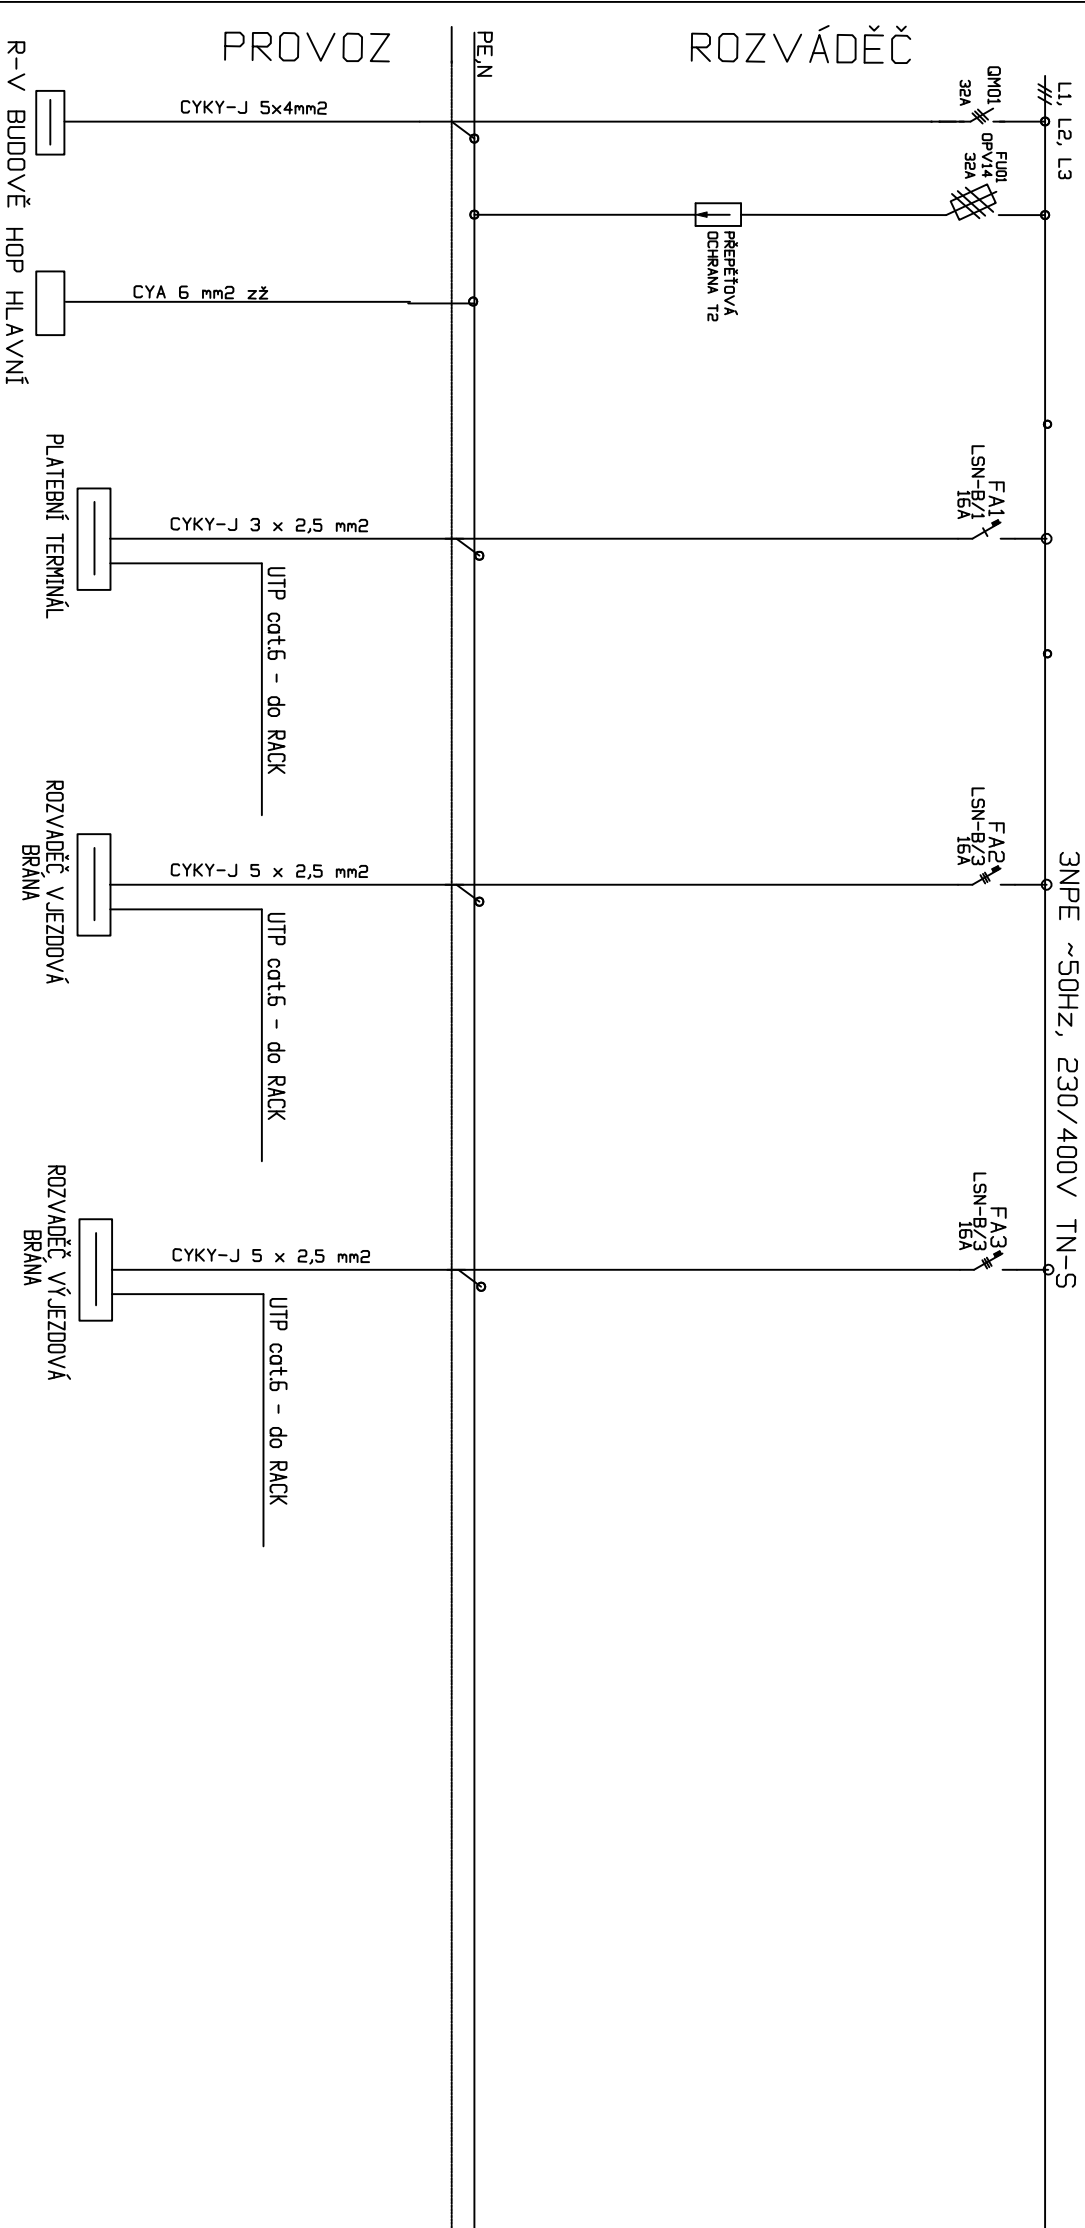 3NPE ~50Hz, 230/400V TN-S
L1, L2, L3
ROZVÁDĚČ
QM01
32A
FU01
OPV14
32A
PŘEPĚŤOVÁ
OCHRANA T2
FA1
LSN-B/1
16A
FA2
LSN-B/3
16A
FA3
LSN-B/3
16A
PE,N
PROVOZ
CYKY-J 5x4mm2
CYA 6 mm2 zž
CYKY-J 3 x 2,5 mm2
UTP cat.6 - do RACK
CYKY-J 5 x 2,5 mm2
UTP cat.6 - do RACK
CYKY-J 5 x 2,5 mm2
UTP cat.6 - do RACK
R-V BUDOVĚ HOP HLAVNÍ
PLATEBNÍ TERMINÁL
ROZVADĚČ VJEZDOVÁ
BRÁNA
ROZVADĚČ VÝJEZDOVÁ
BRÁNA